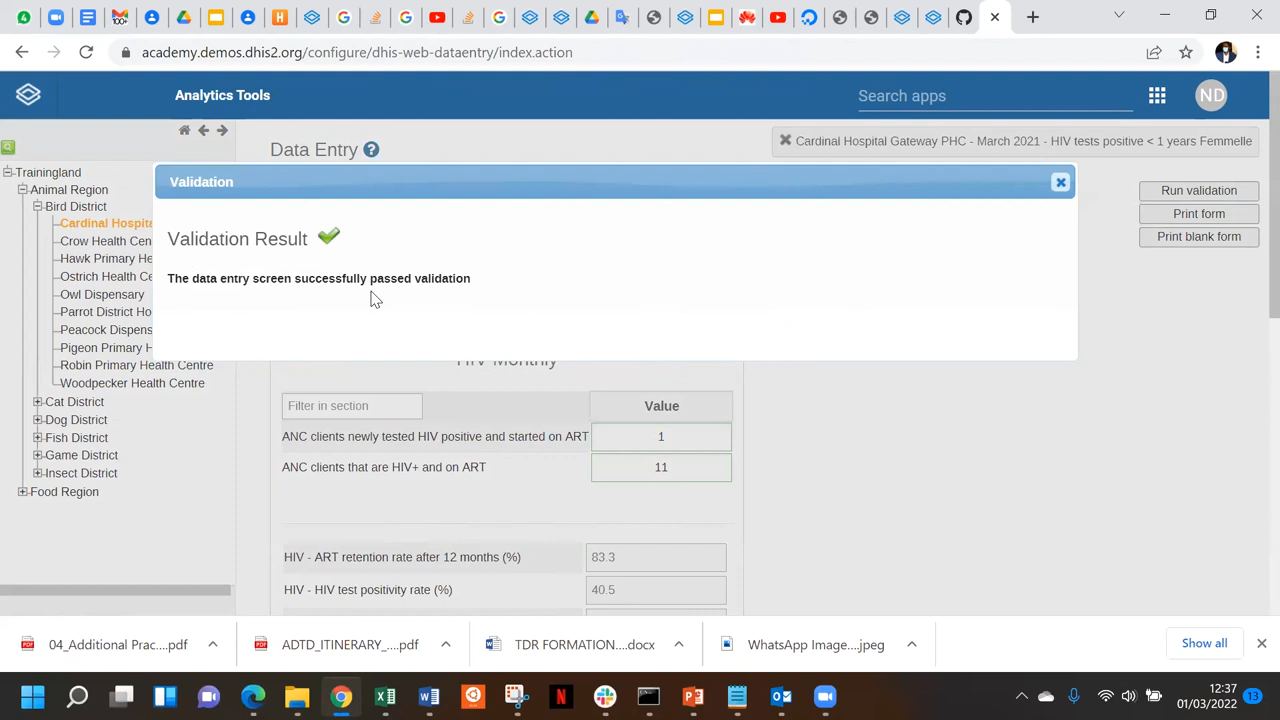 4
100+
academy.demos.dhis2.org/configure/dhis-web-dataentry/index.action
Analytics Tools
Search apps
ND
Data Entry ?
Cardinal Hospital Gateway PHC - March 2021 - HIV tests positive < 1 years Femmelle
Trainingland
Animal Region
Bird District
Cardinal Hospita
Crow Health Cen
Hawk Primary He
Ostrich Health Ce
Owl Dispensary
Parrot District Ho
Peacock Dispens
Pigeon Primary H
Robin Primary Health Centre
Woodpecker Health Centre
Cat District
Dog District
Fish District
Game District
Insect District
Food Region
Validation
Validation Result
The data entry screen successfully passed validation
Run validation
Print form
Print blank form
HIV Monthly
Filter in section
Value
ANC clients newly tested HIV positive and started on ART 1
ANC clients that are HIV+ and on ART 11
HIV - ART retention rate after 12 months (%) 83.3
HIV - HIV test positivity rate (%) 40.5
04_Additional Prac....pdf
ADTD_ITINERARY_....pdf
TDR FORMATION....docx
WhatsApp Image....jpeg
Show all
12:37
01/03/2022
13